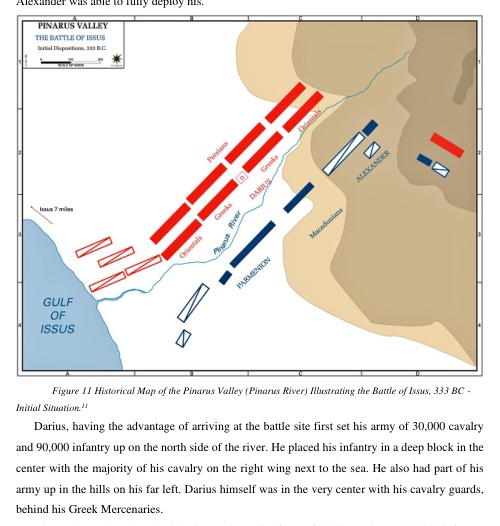 Alexander was able to fully deploy his.
PINARUS VALLEY
THE BATTLE OF ISSUS
Initial Dispositions, 333 B.C.
A
B
C
D
1
1
2
2
3
3
4
4
Persians
Orientals
Greeks
D
DARIUS
Greeks
Orientals
ALEXANDER
Macedonians
Pinarus River
PARMENION
Issus 7 miles
GULF
OF
ISSUS
A
B
C
D
Figure 11 Historical Map of the Pinarus Valley (Pinarus River) Illustrating the Battle of Issus, 333 BC -
Initial Situation.11
Darius, having the advantage of arriving at the battle site first set his army of 30,000 cavalry
and 90,000 infantry up on the north side of the river. He placed his infantry in a deep block in the
center with the majority of his cavalry on the right wing next to the sea. He also had part of his
army up in the hills on his far left. Darius himself was in the very center with his cavalry guards,
behind his Greek Mercenaries.